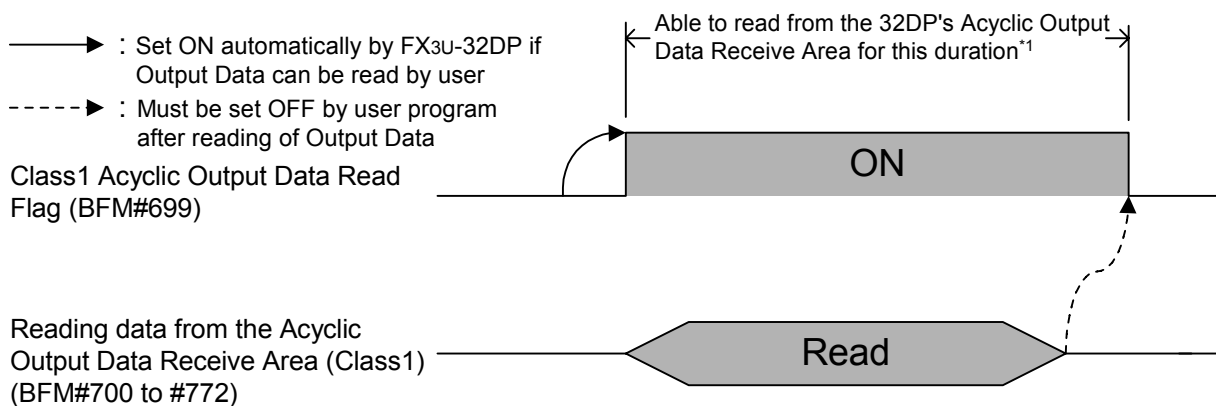 : Set ON automatically by FX3U-32DP if
Output Data can be read by user
: Must be set OFF by user program
after reading of Output Data
Able to read from the 32DP's Acyclic Output
Data Receive Area for this duration*1
Class1 Acyclic Output Data Read
Flag (BFM#699)
ON
Reading data from the Acyclic
Output Data Receive Area (Class1)
(BFM#700 to #772)
Read